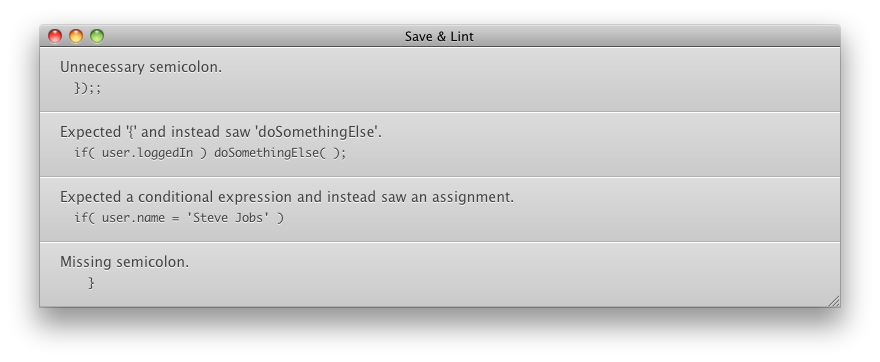 Save & Lint
Unnecessary semicolon.
});;
Expected '{' and instead saw 'doSomethingElse'.
if( user.loggedIn ) doSomethingElse( );
Expected a conditional expression and instead saw an assignment.
if( user.name = 'Steve Jobs' )
Missing semicolon.
}